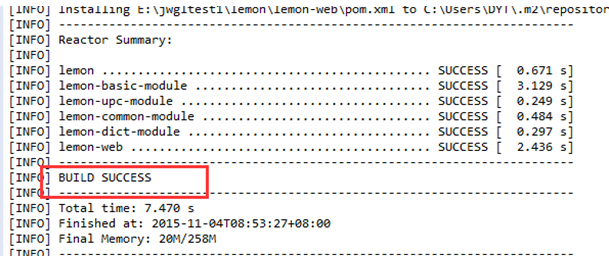 [INFO] Installing E:\jwgltest1\lemon\lemon-web\pom.xml to C:\Users\DYT\.m2\repositor
[INFO] ------------------------------------------------------------------------
[INFO] Reactor Summary:
[INFO]
[INFO] lemon .............................................. SUCCESS [  0.671 s]
[INFO] lemon-basic-module ................................. SUCCESS [  3.129 s]
[INFO] lemon-upc-module ................................... SUCCESS [  0.249 s]
[INFO] lemon-common-module ................................ SUCCESS [  0.484 s]
[INFO] lemon-dict-module .................................. SUCCESS [  0.297 s]
[INFO] lemon-web .......................................... SUCCESS [  2.436 s]
[INFO] ------------------------------------------------------------------------
[INFO] BUILD SUCCESS
[INFO] ------------------------------------------------------------------------
[INFO] Total time: 7.470 s
[INFO] Finished at: 2015-11-04T08:53:27+08:00
[INFO] Final Memory: 20M/258M
[INFO] ------------------------------------------------------------------------